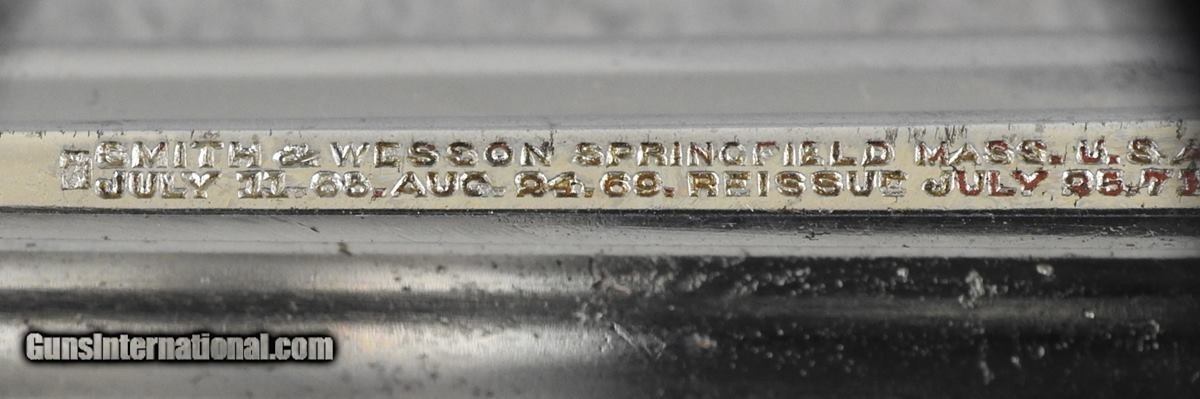 SMITH & WESSON SPRINGFIELD MASS. U.S.A
JULY 11. 65. AUG. 24. 69. REISSUE JULY 25. 71
GunsInternational.com